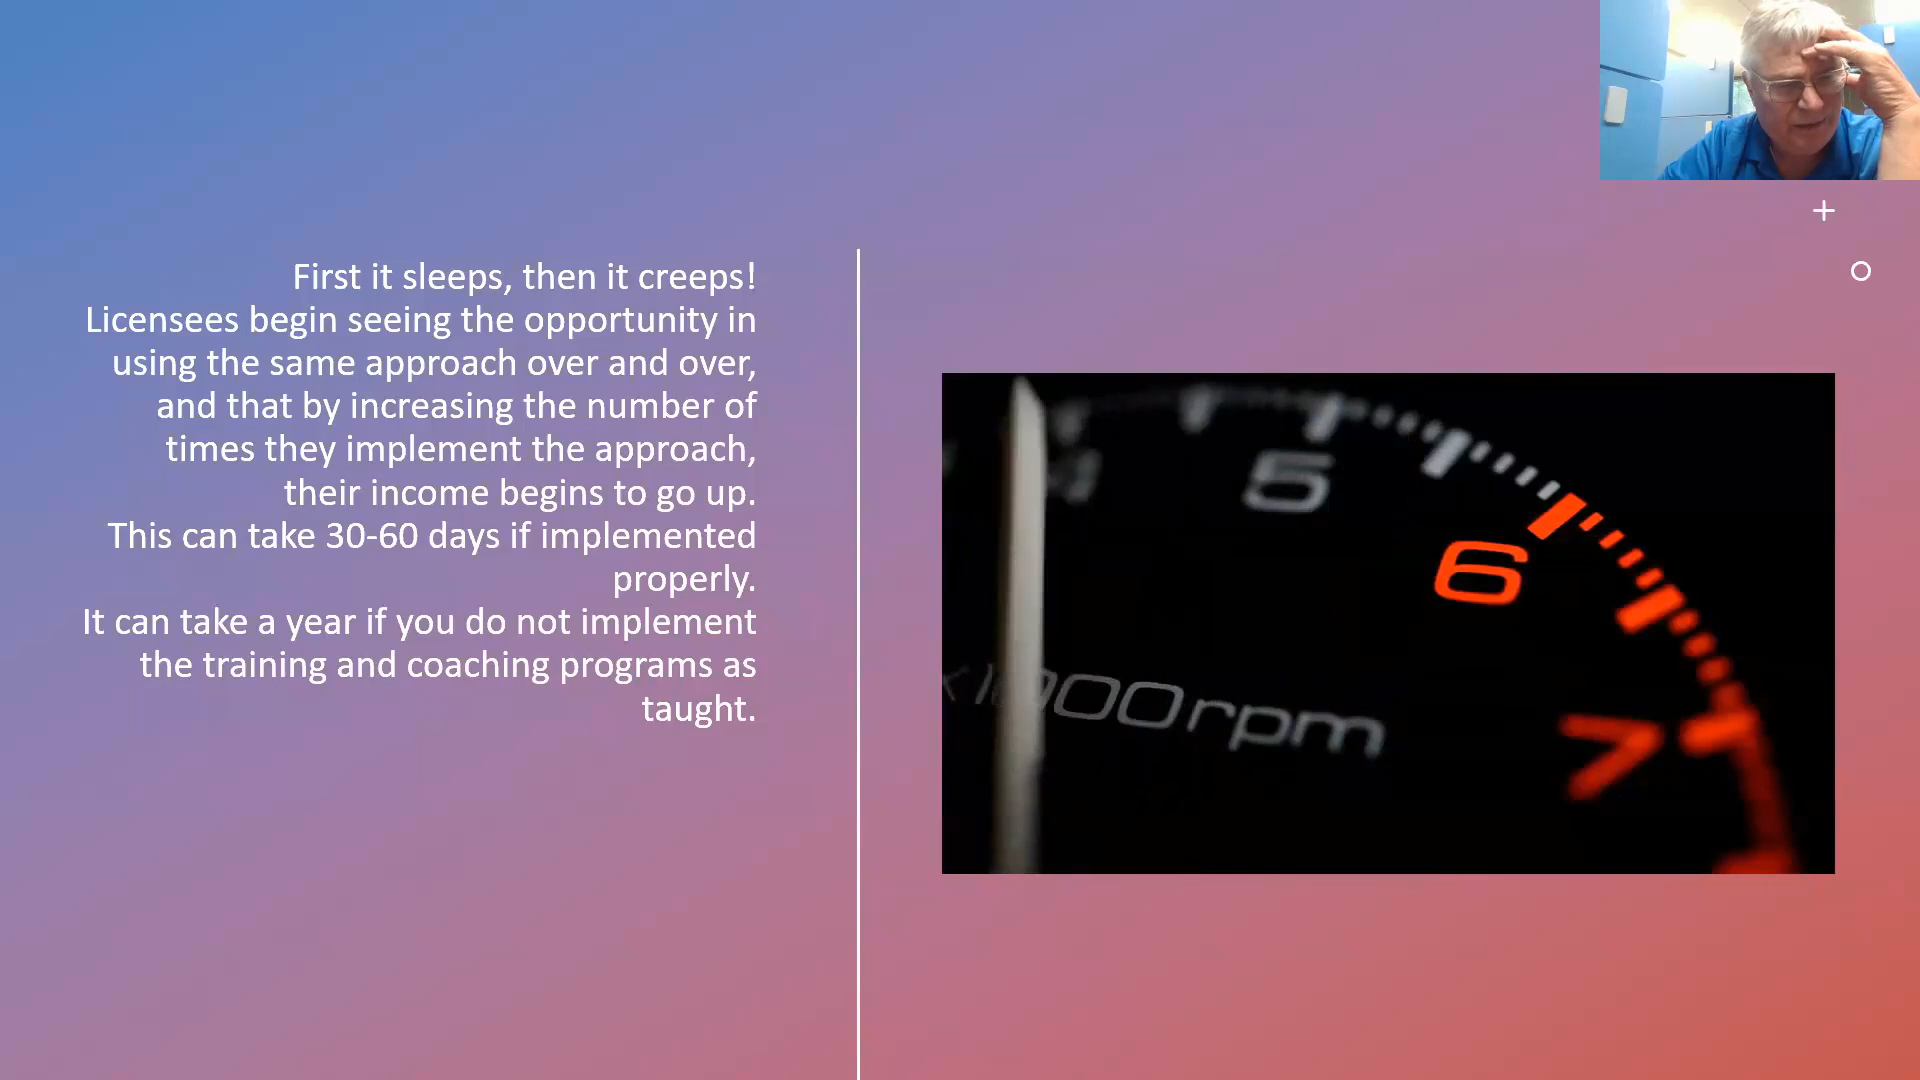 First it sleeps, then it creeps!
Licensees begin seeing the opportunity in
using the same approach over and over,
and that by increasing the number of
times they implement the approach,
their income begins to go up.
This can take 30-60 days if implemented
properly.
It can take a year if you do not implement
the training and coaching programs as
taught.
4
5
6
7
000rpm